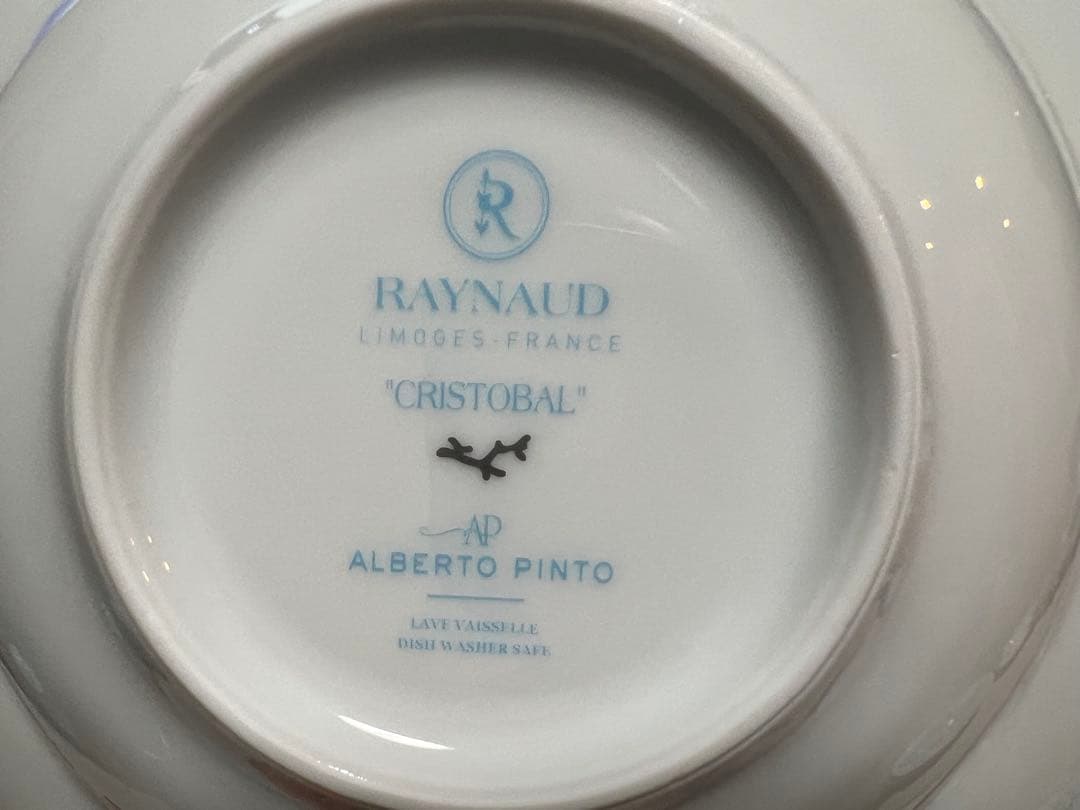 R
RAYNAUD
LIMOGES-FRANCE
"CRISTOBAL"
AP
ALBERTO PINTO
LAVE VAISSELLE
DISH WASHER SAFE